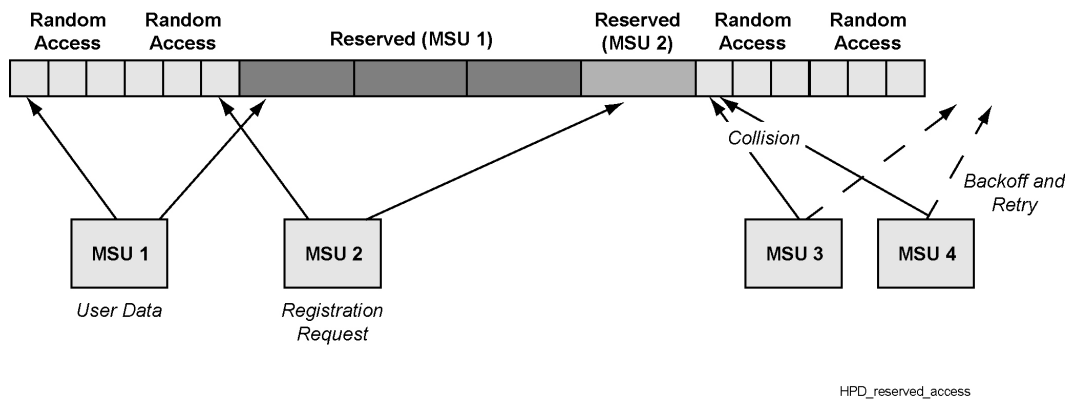 Random
Access
Random
Access
Reserved (MSU 1)
Reserved
(MSU 2)
Random
Access
Random
Access
Collision
Backoff and
Retry
MSU 1
MSU 2
MSU 3
MSU 4
User Data
Registration
Request
HPD_reserved_access